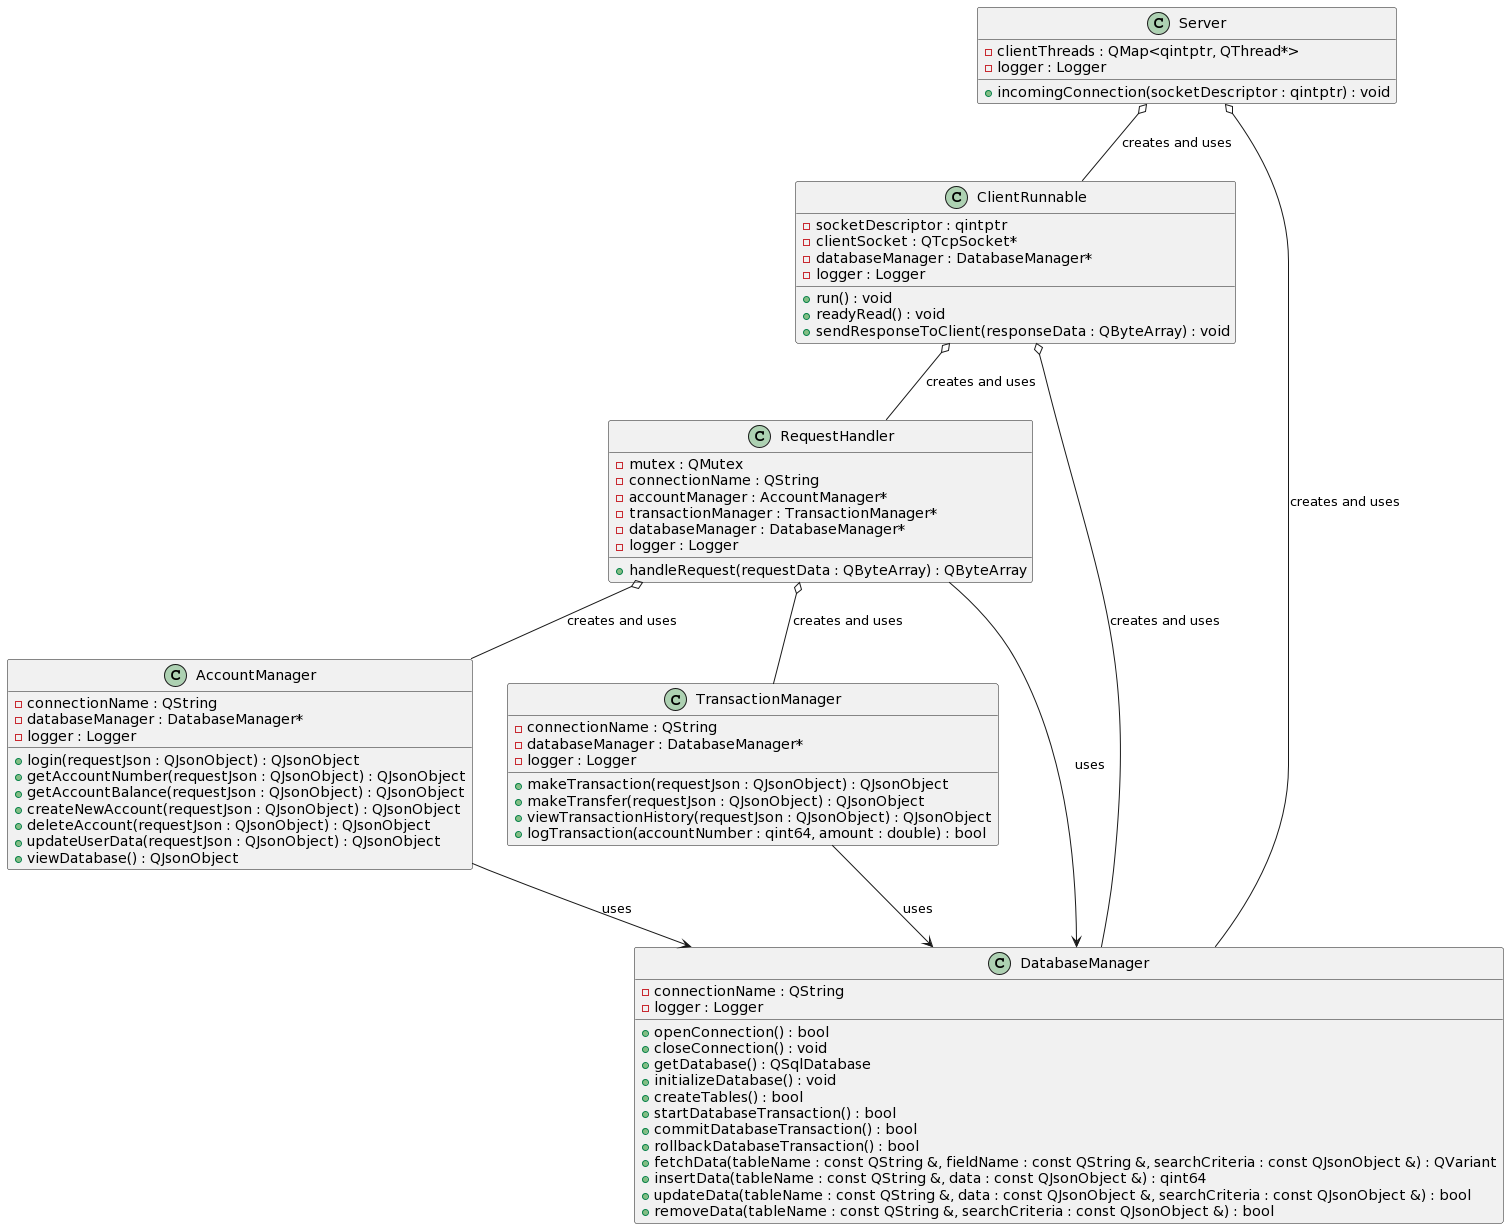 C Server
clientThreads : QMap<qintptr, QThread*>
logger : Logger
incomingConnection(socketDescriptor : qintptr) : void
creates and uses
C ClientRunnable
socketDescriptor : qintptr
clientSocket : QTcpSocket*
databaseManager : DatabaseManager*
logger : Logger
run() : void
readyRead() : void
sendResponseToClient(responseData : QByteArray) : void
creates and uses
C RequestHandler
mutex : QMutex
connectionName : QString
accountManager : AccountManager*
transactionManager : TransactionManager*
databaseManager : DatabaseManager*
logger : Logger
handleRequest(requestData : QByteArray) : QByteArray
creates and uses
creates and uses
creates and uses
creates and uses
C AccountManager
connectionName : QString
databaseManager : DatabaseManager*
logger : Logger
login(requestJson : QJsonObject) : QJsonObject
getAccountNumber(requestJson : QJsonObject) : QJsonObject
getAccountBalance(requestJson : QJsonObject) : QJsonObject
createNewAccount(requestJson : QJsonObject) : QJsonObject
deleteAccount(requestJson : QJsonObject) : QJsonObject
updateUserData(requestJson : QJsonObject) : QJsonObject
viewDatabase() : QJsonObject
C TransactionManager
connectionName : QString
databaseManager : DatabaseManager*
logger : Logger
makeTransaction(requestJson : QJsonObject) : QJsonObject
makeTransfer(requestJson : QJsonObject) : QJsonObject
viewTransactionHistory(requestJson : QJsonObject) : QJsonObject
logTransaction(accountNumber : qint64, amount : double) : bool
uses
uses
uses
C DatabaseManager
connectionName : QString
logger : Logger
openConnection() : bool
closeConnection() : void
getDatabase() : QSqlDatabase
initializeDatabase() : void
createTables() : bool
startDatabaseTransaction() : bool
commitDatabaseTransaction() : bool
rollbackDatabaseTransaction() : bool
fetchData(tableName : const QString &, fieldName : const QString &, searchCriteria : const QJsonObject &) : QVariant
insertData(tableName : const QString &, data : const QJsonObject &) : qint64
updateData(tableName : const QString &, data : const QJsonObject &, searchCriteria : const QJsonObject &) : bool
removeData(tableName : const QString &, searchCriteria : const QJsonObject &) : bool